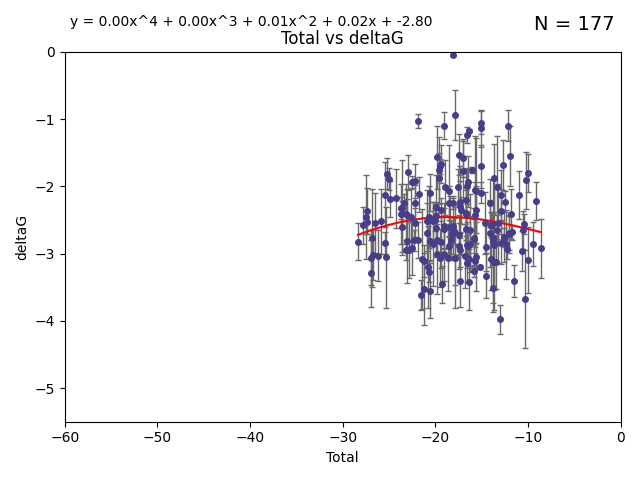 y = 0.00x^4 + 0.00x^3 + 0.01x^2 + 0.02x + -2.80
N = 177
Total vs deltaG
0
−1
−2
−3
−4
−5
deltaG
−60 −50 −40 −30 −20 −10 0
Total